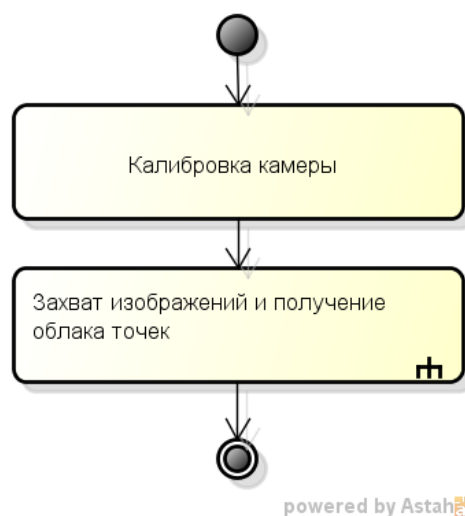 Калибровка камеры
Захват изображений и получение
облака точек
powered by Astah